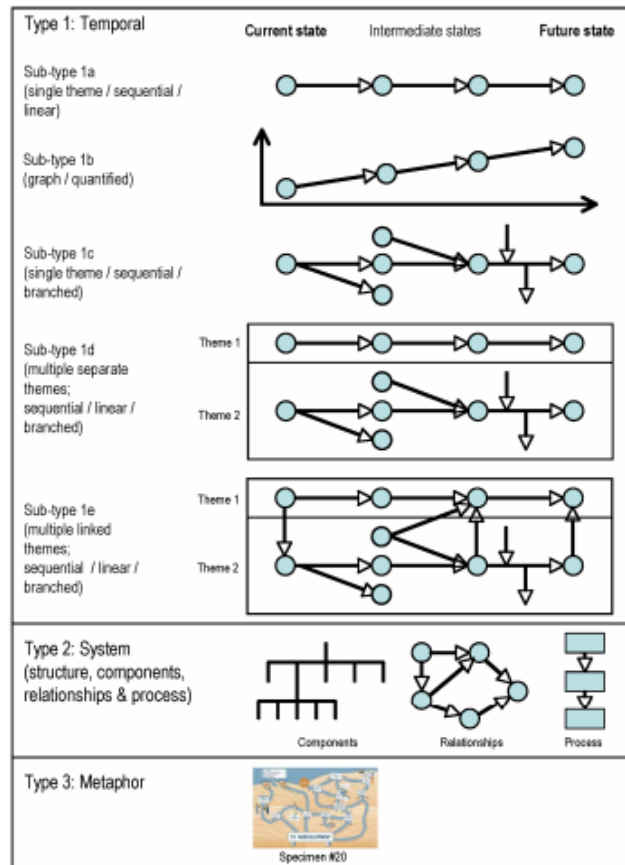 Type 1: Temporal
Current state
Intermediate states
Future state
Sub-type 1a
(single theme / sequential /
linear)
Sub-type 1b
(graph / quantified)
Sub-type 1c
(single theme / sequential /
branched)
Sub-type 1d
(multiple separate
themes;
sequential / linear /
branched)
Theme 1
Theme 2
Sub-type 1e
(multiple linked
themes;
sequential / linear /
branched)
Theme 1
Theme 2
Type 2: System
(structure, components,
relationships & process)
Components
Relationships
Process
Type 3: Metaphor
Specimen #20